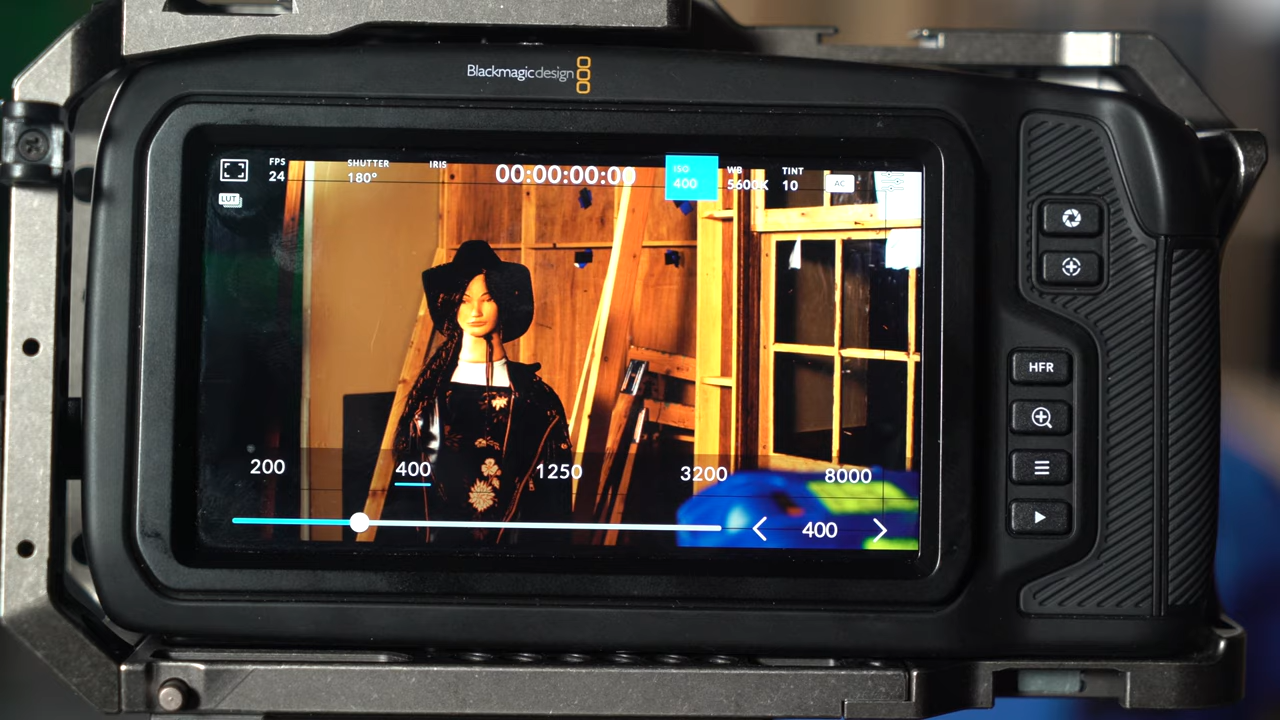 Blackmagicdesign
FPS SHUTTER IRIS 00:00:00:00 ISO WB TINT
24 180° 400 5600K 10 AC
LUT
200 400 1250 3200 8000
400
HFR